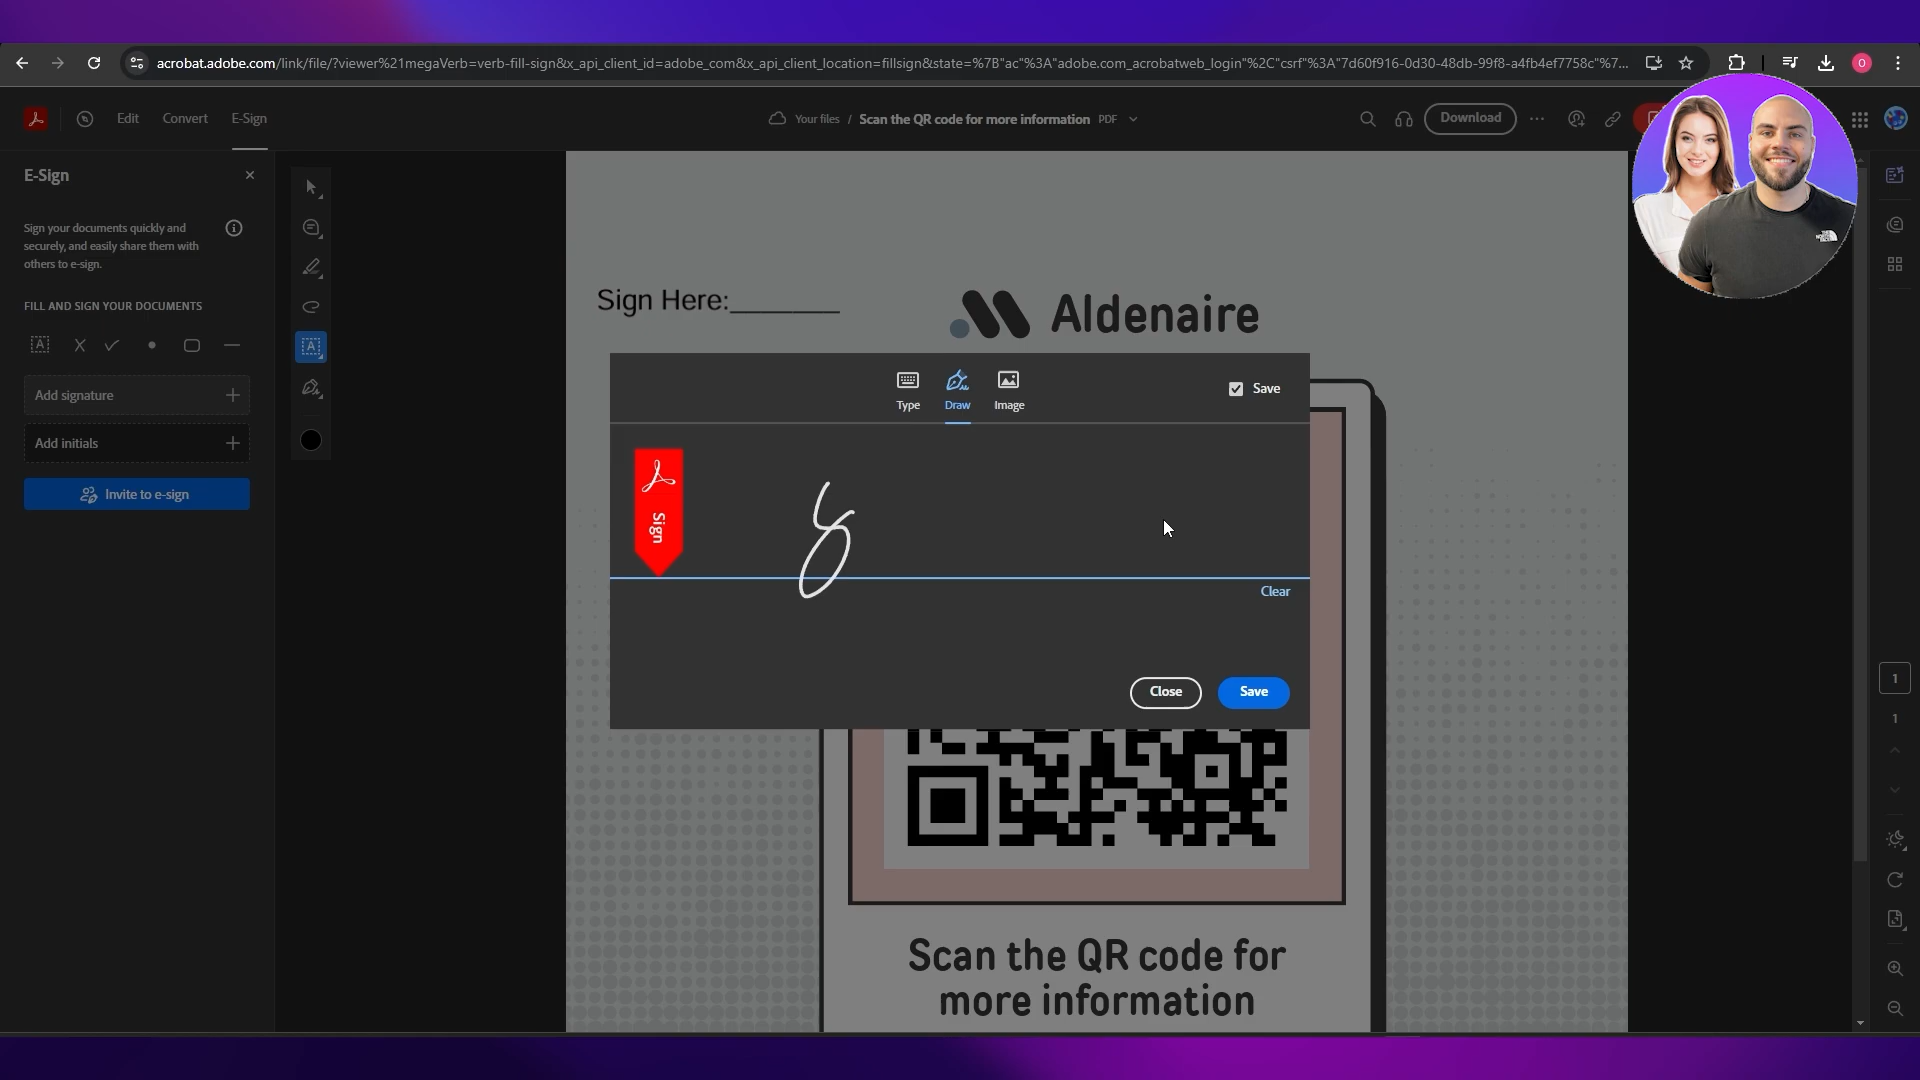 acrobat.adobe.com/link/file/?viewer%21megaVerb=verb-fill-sign&x_api_client_id=adobe_com&x_api_client_location=fillsign&state=%7B"ac"%3A"adobe.com_acrobatweb_login"%2C"csrf"%3A"7d60f916-0d30-48db-99f8-a4fb4ef7758c"%7...
O
Edit Convert E-Sign
Your files / Scan the QR code for more information PDF
Download
E-Sign
Sign your documents quickly and
securely, and easily share them with
others to e-sign.
FILL AND SIGN YOUR DOCUMENTS
Add signature
Add initials
Invite to e-sign
Sign Here:_______
Aldenaire
Type Draw Image
Save
Sign
Clear
Close Save
Scan the QR code for
more information
THE NORTH FACE
1
1